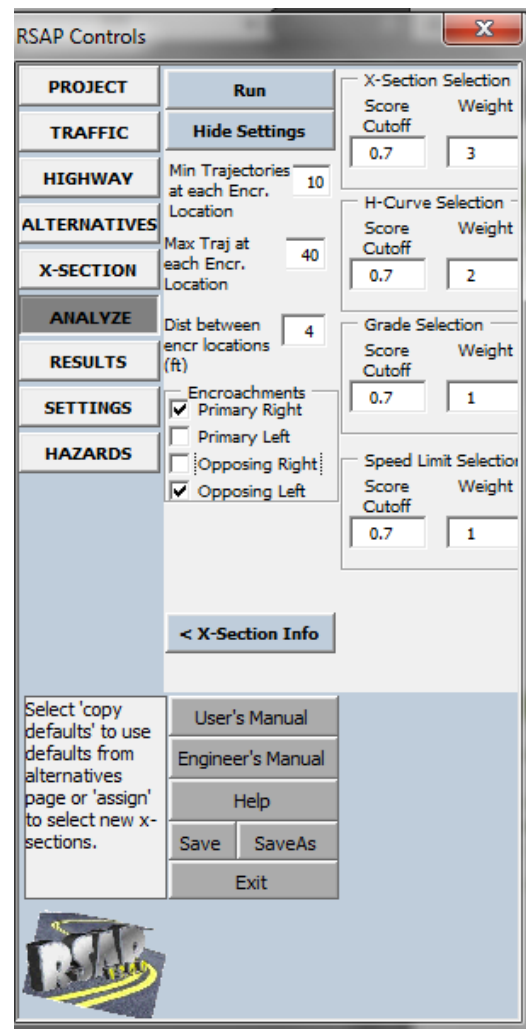 RSAP Controls
X
PROJECT
TRAFFIC
HIGHWAY
ALTERNATIVES
X-SECTION
ANALYZE
RESULTS
SETTINGS
HAZARDS
Run
Hide Settings
Min Trajectories
at each Encr.
Location
10
Max Traj at
each Encr.
Location
40
Dist between
encr locations
(ft)
4
Encroachments
Primary Right
Primary Left
Opposing Right
Opposing Left
< X-Section Info
X-Section Selection
Score Weight
Cutoff
0.7 3
H-Curve Selection
Score Weight
Cutoff
0.7 2
Grade Selection
Score Weight
Cutoff
0.7 1
Speed Limit Selection
Score Weight
Cutoff
0.7 1
Select 'copy
defaults' to use
defaults from
alternatives
page or 'assign'
to select new x-
sections.
User's Manual
Engineer's Manual
Help
Save SaveAs
Exit
RSAP